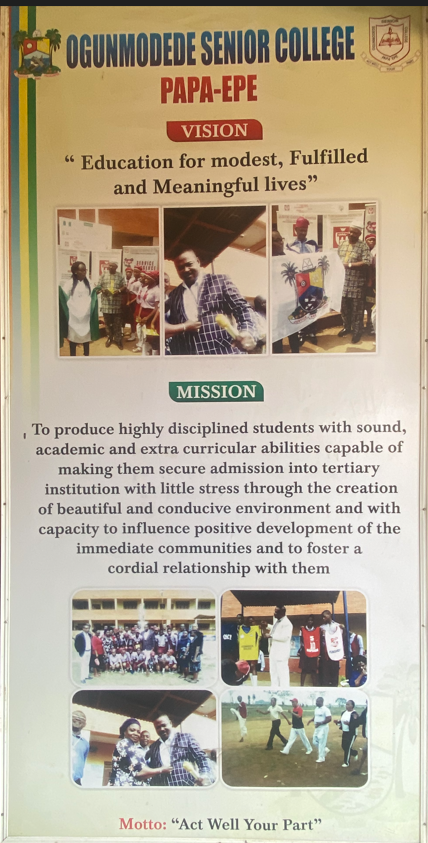 OGUNMODEDE SENIOR COLLEGE
PAPA-EPE
VISION
“ Education for modest, Fulfilled
and Meaningful lives”
MISSION
To produce highly disciplined students with sound,
academic and extra curricular abilities capable of
making them secure admission into tertiary
institution with little stress through the creation
of beautiful and conducive environment and with
capacity to influence positive development of the
immediate communities and to foster a
cordial relationship with them
Motto: “Act Well Your Part”